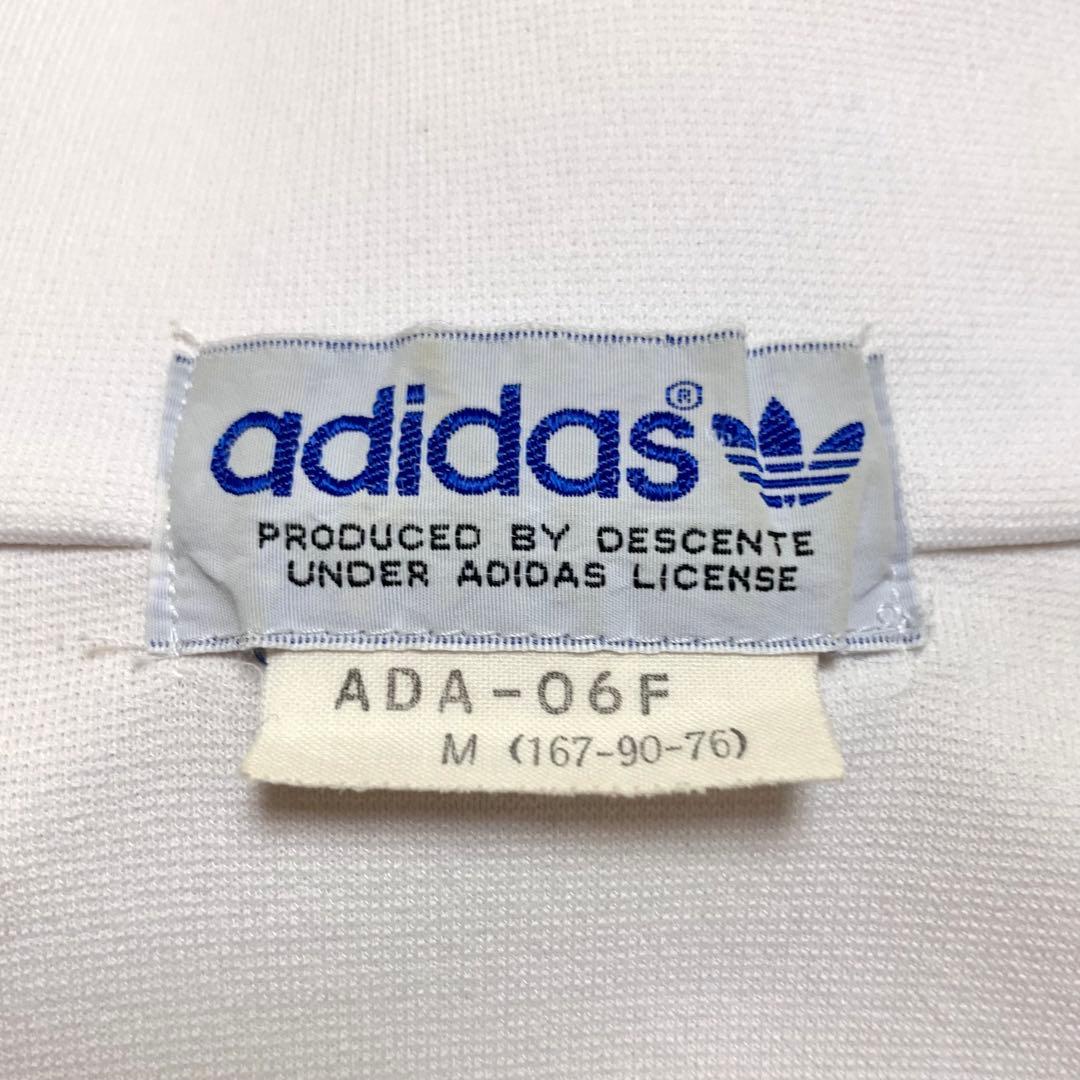 adidas®
PRODUCED BY DESCENTE
UNDER ADIDAS LICENSE
ADA-06F
M (167-90-76)